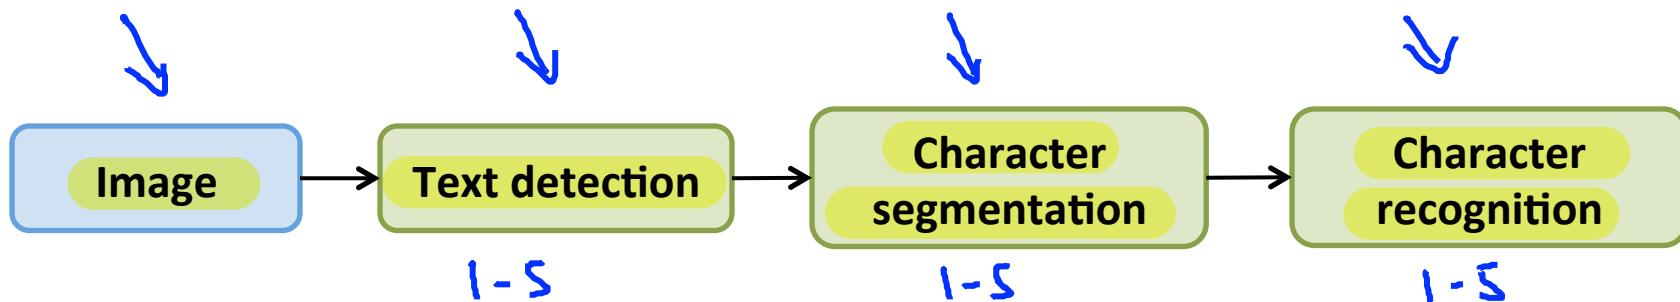 Image
Text detection
Character
segmentation
Character
recognition
1-5
1-5
1-5